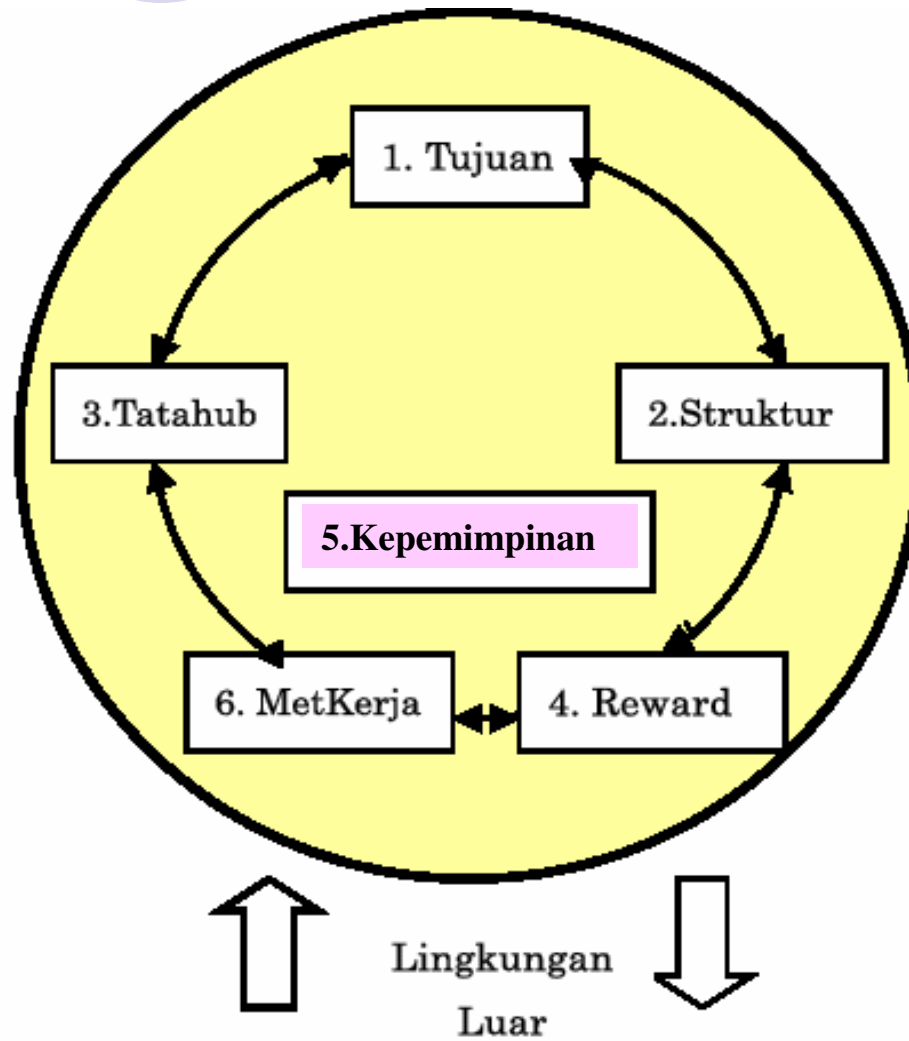 1. Tujuan
3.Tatahub
2.Struktur
5.Kepemimpinan
6. MetKerja
4. Reward
Lingkungan
Luar